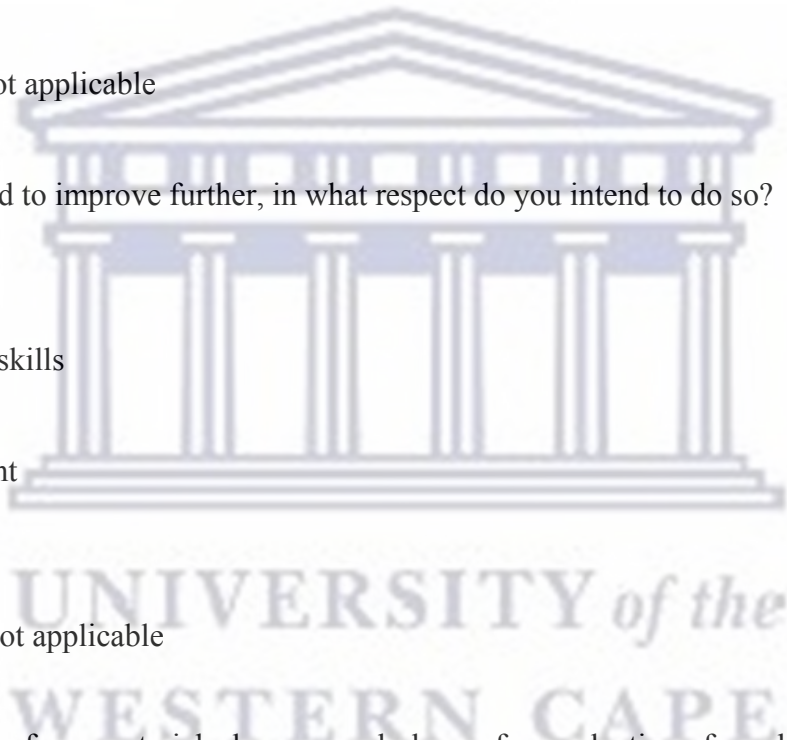 ot applicable
d to improve further, in what respect do you intend to do so?
skills
nt
UNIVERSITY of the
ot applicable
WESTERN CAPE